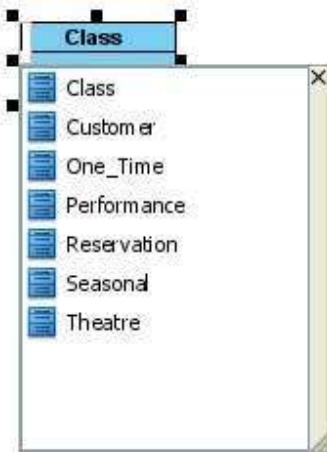 Class
Class
Customer
One_Time
Performance
Reservation
Seasonal
Theatre